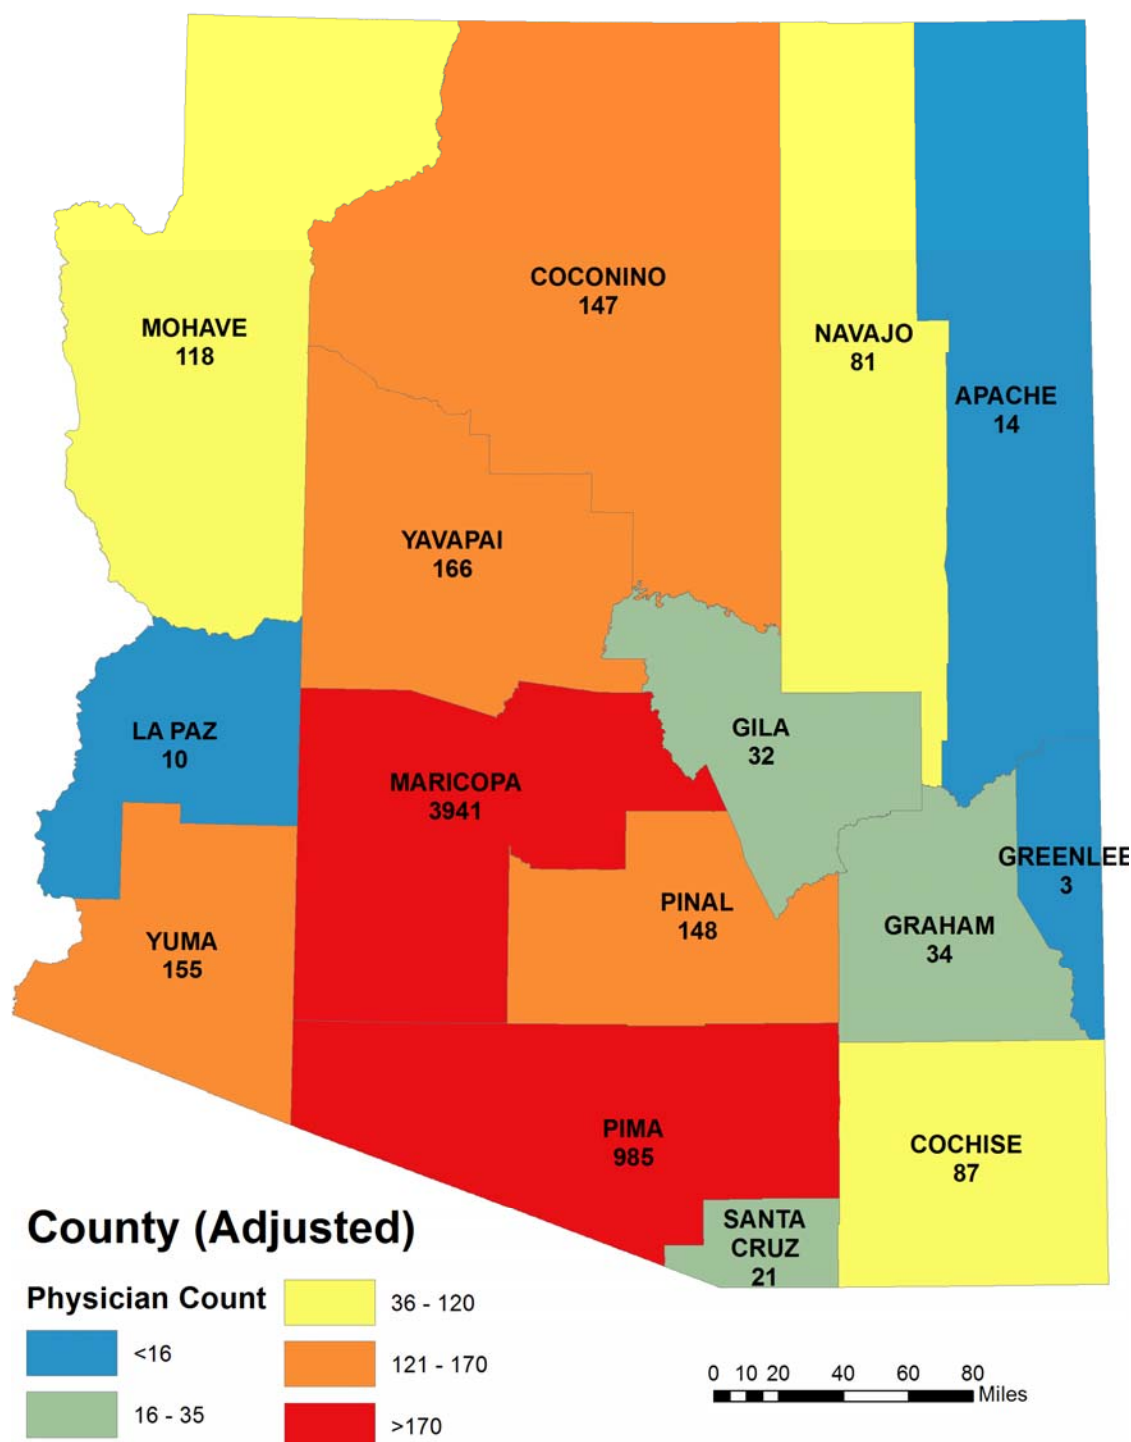 COCONINO
147
MOHAVE
118
NAVAJO
81
APACHE
14
YAVAPAI
166
LA PAZ
10
GILA
32
MARICOPA
3941
GREENLEE
3
PINAL
148
GRAHAM
34
YUMA
155
PIMA
985
COCHISE
87
SANTA
CRUZ
21
County (Adjusted)
Physician Count
<16
16 - 35
36 - 120
121 - 170
>170
0 10 20 40 60 80
Miles